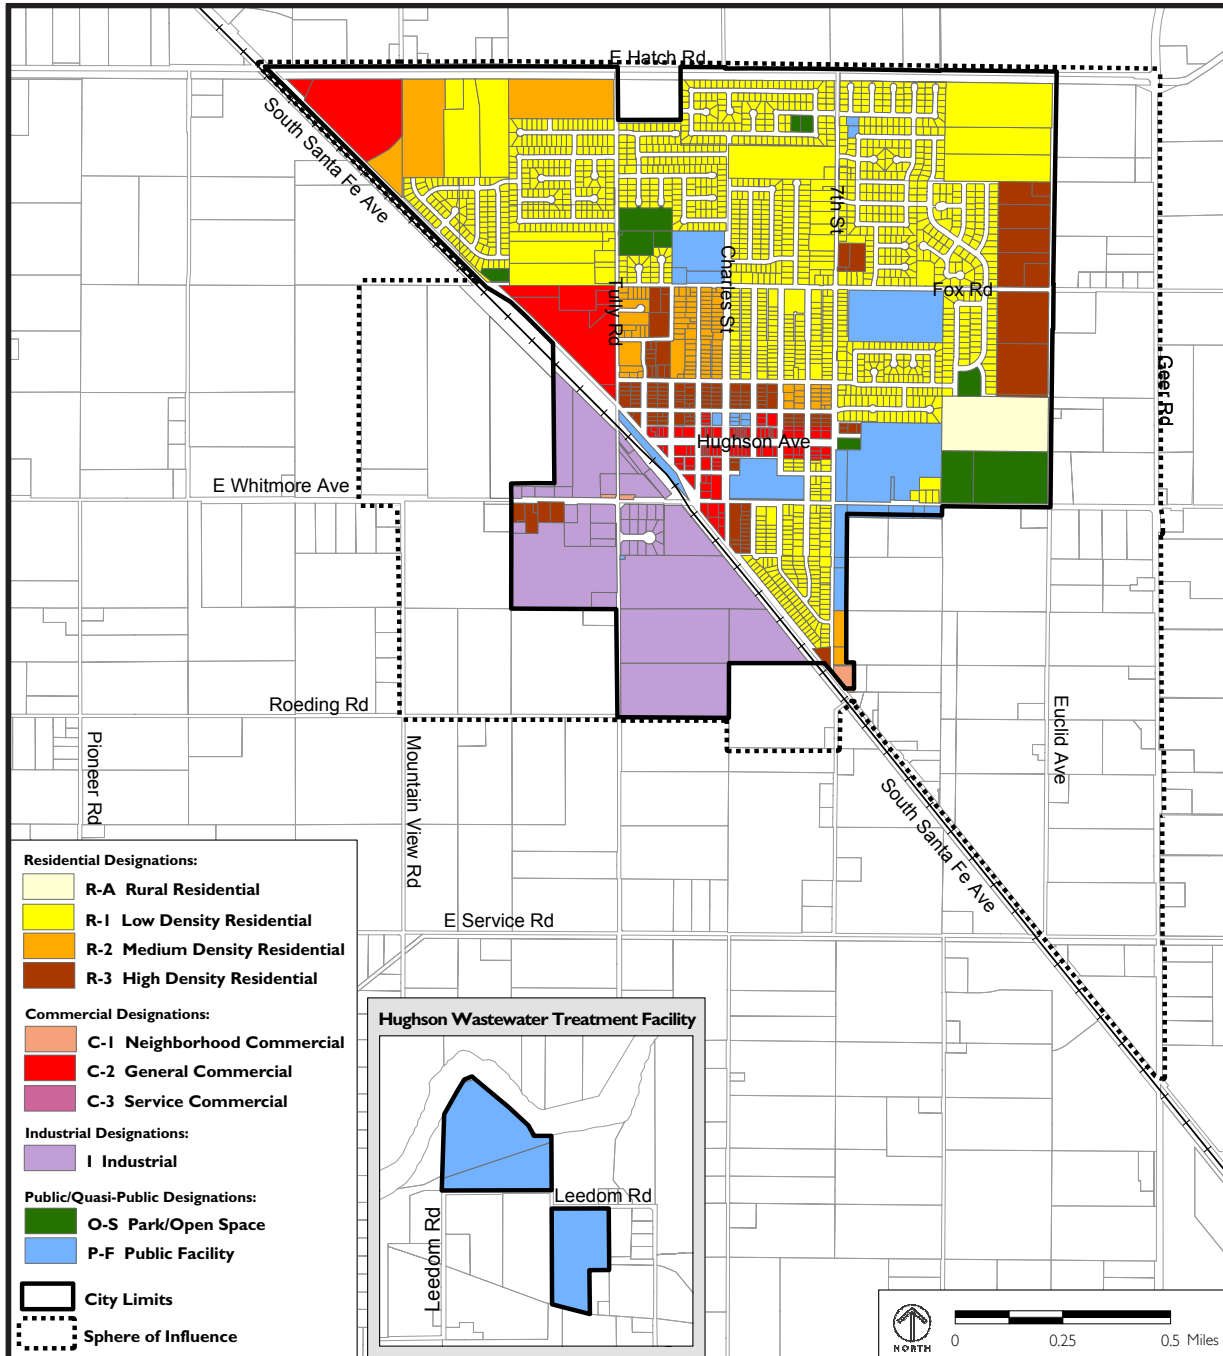 E Hatch Rd
South Santa Fe Ave
7th St
Charles St
Tully Rd
Fox Rd
Geer Rd
Hughson Ave
E Whitmore Ave
Roeding Rd
Pioneer Rd
Mountain View Rd
Euclid Ave
South Santa Fe Ave
E Service Rd
Residential Designations:
R-A Rural Residential
R-1 Low Density Residential
R-2 Medium Density Residential
R-3 High Density Residential
Commercial Designations:
C-1 Neighborhood Commercial
C-2 General Commercial
C-3 Service Commercial
Industrial Designations:
I Industrial
Public/Quasi-Public Designations:
O-S Park/Open Space
P-F Public Facility
City Limits
Sphere of Influence
Hughson Wastewater Treatment Facility
Leedom Rd
Leedom Rd
NORTH
0 0.25 0.5 Miles